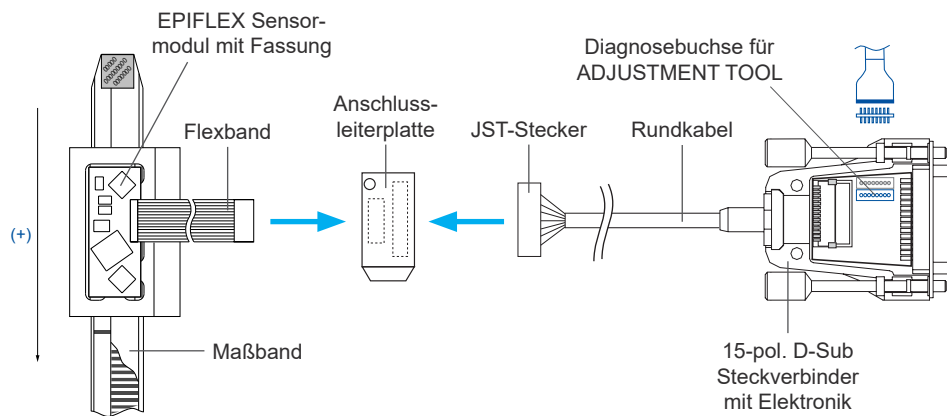 EPIFLEX Sensor-
modul mit Fassung
Flexband
Anschluss-
leiterplatte
JST-Stecker
Rundkabel
Diagnosebuchse für
ADJUSTMENT TOOL
(+)
Maßband
15-pol. D-Sub
Steckverbinder
mit Elektronik